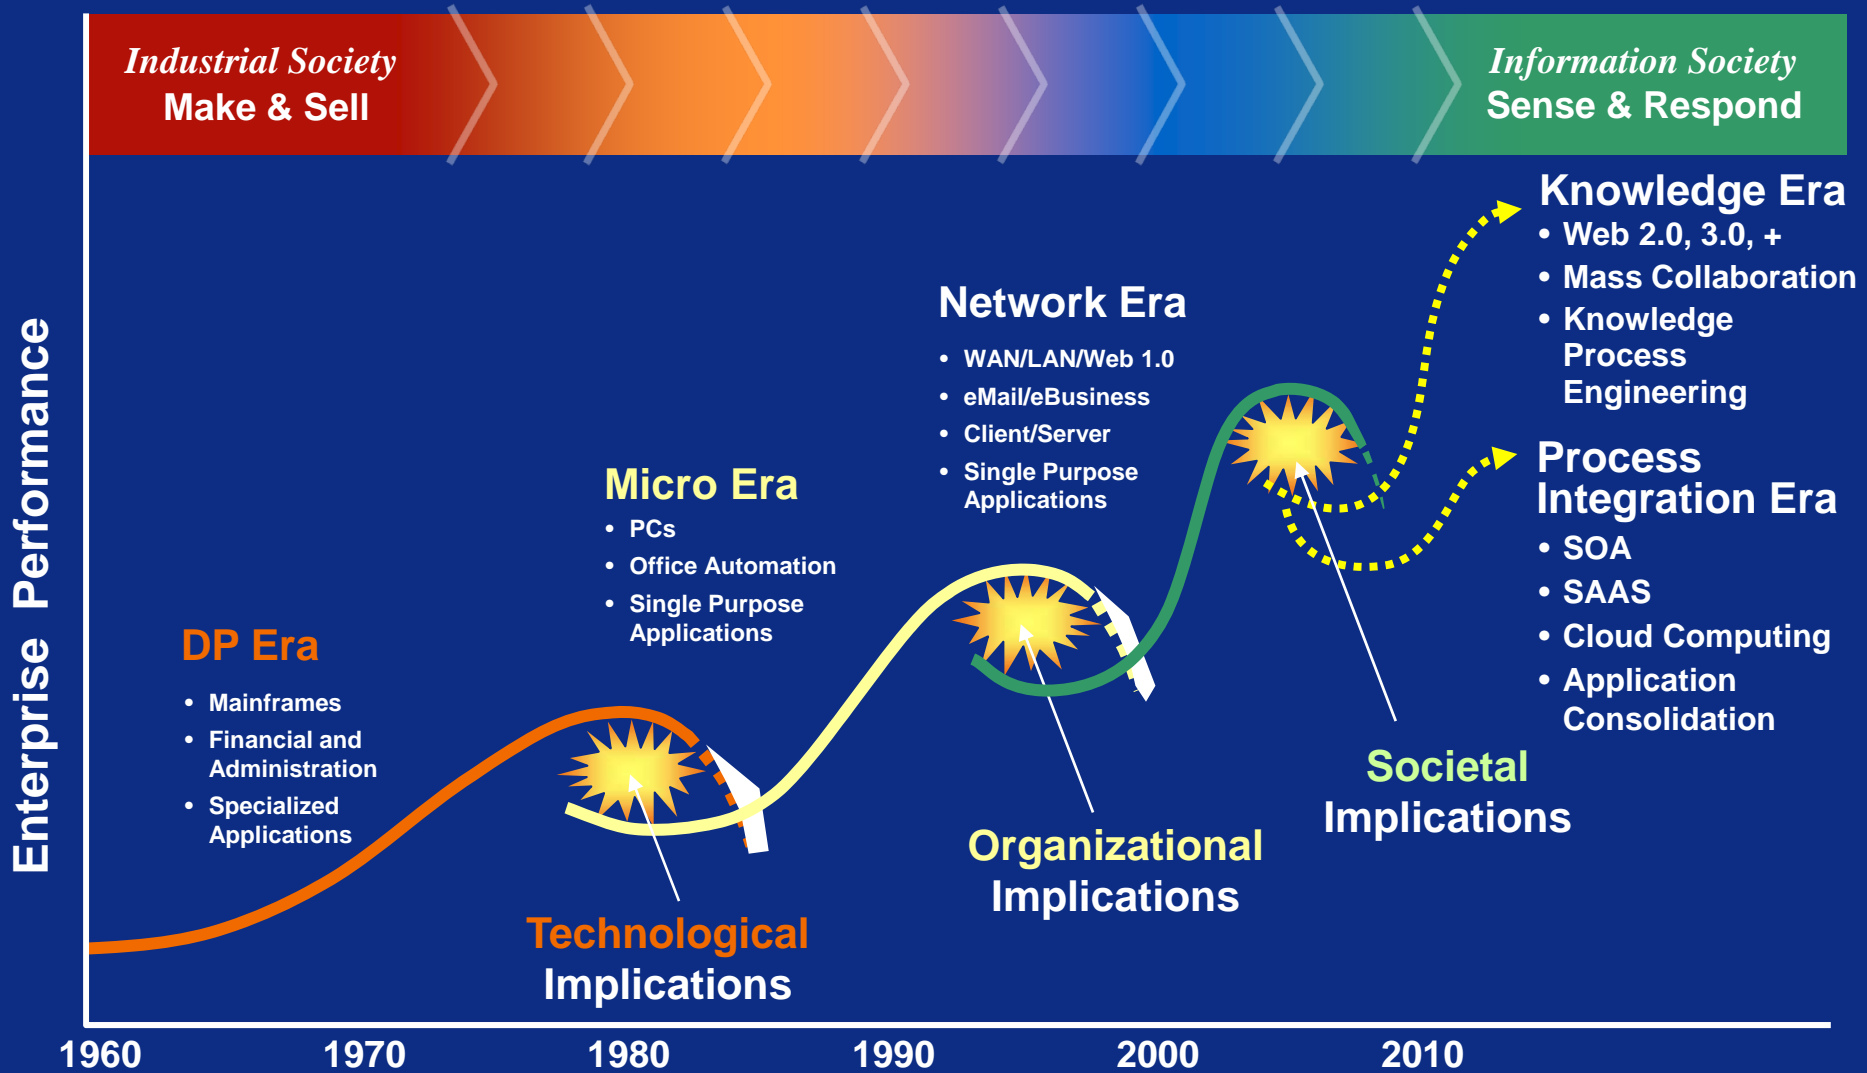 Industrial Society
Make & Sell
Information Society
Sense & Respond
Enterprise Performance
DP Era
• Mainframes
• Financial and
Administration
• Specialized
Applications
Micro Era
• PCs
• Office Automation
• Single Purpose
Applications
Network Era
• WAN/LAN/Web 1.0
• eMail/eBusiness
• Client/Server
• Single Purpose
Applications
Knowledge Era
• Web 2.0, 3.0, +
• Mass Collaboration
• Knowledge
Process
Engineering
Process
Integration Era
• SOA
• SAAS
• Cloud Computing
• Application
Consolidation
Technological
Implications
Organizational
Implications
Societal
Implications
1960 1970 1980 1990 2000 2010